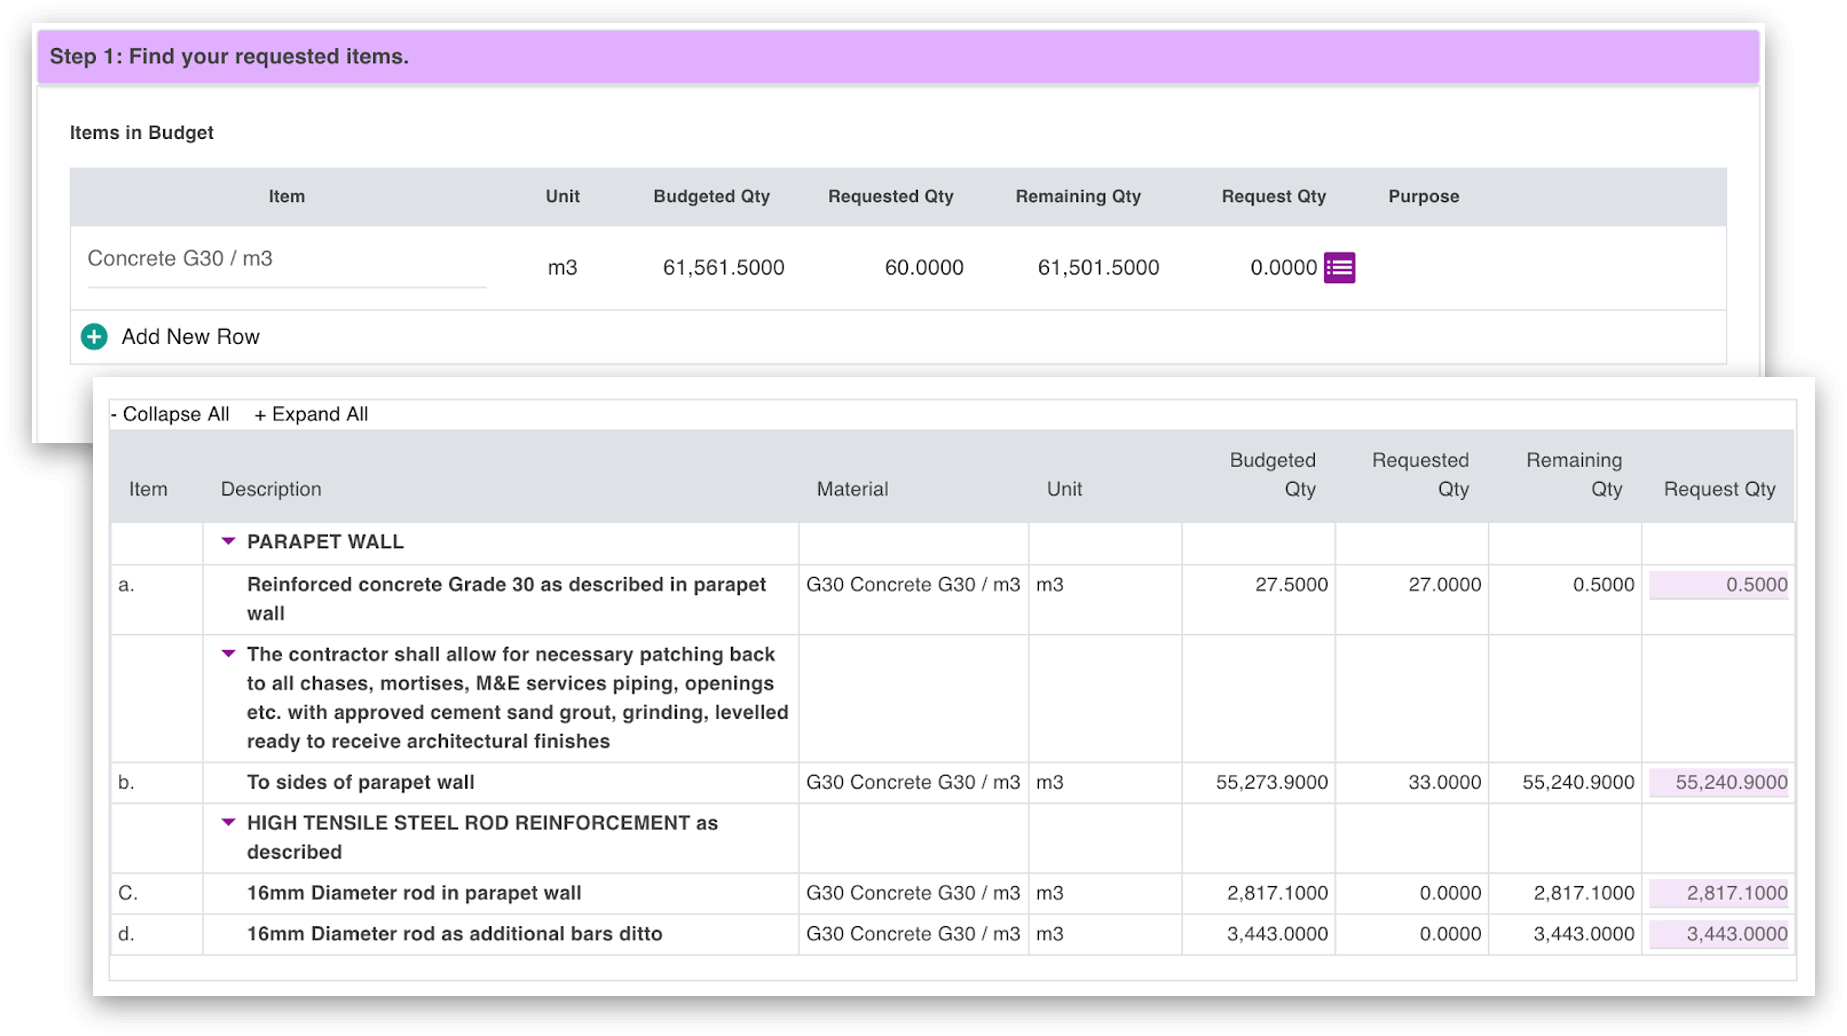 Step 1: Find your requested items.
Items in Budget
Item Unit Budgeted Qty Requested Qty Remaining Qty Request Qty Purpose
Concrete G30 / m3 m3 61,561.5000 60.0000 61,501.5000 0.0000
Add New Row
- Collapse All + Expand All
Item Description Material Unit Budgeted Qty Requested Qty Remaining Qty Request Qty
PARAPET WALL
a. Reinforced concrete Grade 30 as described in parapet G30 Concrete G30 / m3 m3 27.5000 27.0000 0.5000 0.5000
wall
The contractor shall allow for necessary patching back
to all chases, mortises, M&E services piping, openings
etc. with approved cement sand grout, grinding, levelled
ready to receive architectural finishes
b. To sides of parapet wall G30 Concrete G30 / m3 m3 55,273.9000 33.0000 55,240.9000 55,240.9000
HIGH TENSILE STEEL ROD REINFORCEMENT as
described
C. 16mm Diameter rod in parapet wall G30 Concrete G30 / m3 m3 2,817.1000 0.0000 2,817.1000 2,817.1000
d. 16mm Diameter rod as additional bars ditto G30 Concrete G30 / m3 m3 3,443.0000 0.0000 3,443.0000 3,443.0000